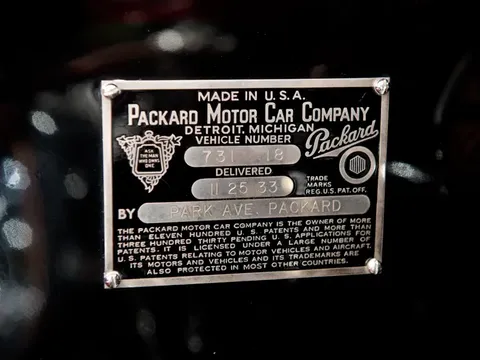 MADE IN U.S.A.
PACKARD MOTOR CAR COMPANY
DETROIT, MICHIGAN
VEHICLE NUMBER
731 18
DELIVERED
11 25 33
BY PARK AVE. PACKARD
ASK
THE MAN
WHO OWNS
ONE
Packard
TRADE
MARKS
REG. U.S. PAT. OFF.
THE PACKARD MOTOR CAR COMPANY IS THE OWNER OF MORE
THAN ELEVEN HUNDRED U. S. PATENTS AND MORE THAN
THREE HUNDRED THIRTY PENDING U. S. APPLICATIONS FOR
PATENTS. IT IS LICENSED UNDER A LARGE NUMBER OF
U. S. PATENTS RELATING TO MOTOR VEHICLES AND AIRCRAFT.
ITS MOTORS AND VEHICLES AND ITS TRADEMARKS ARE
ALSO PROTECTED IN MOST OTHER COUNTRIES.